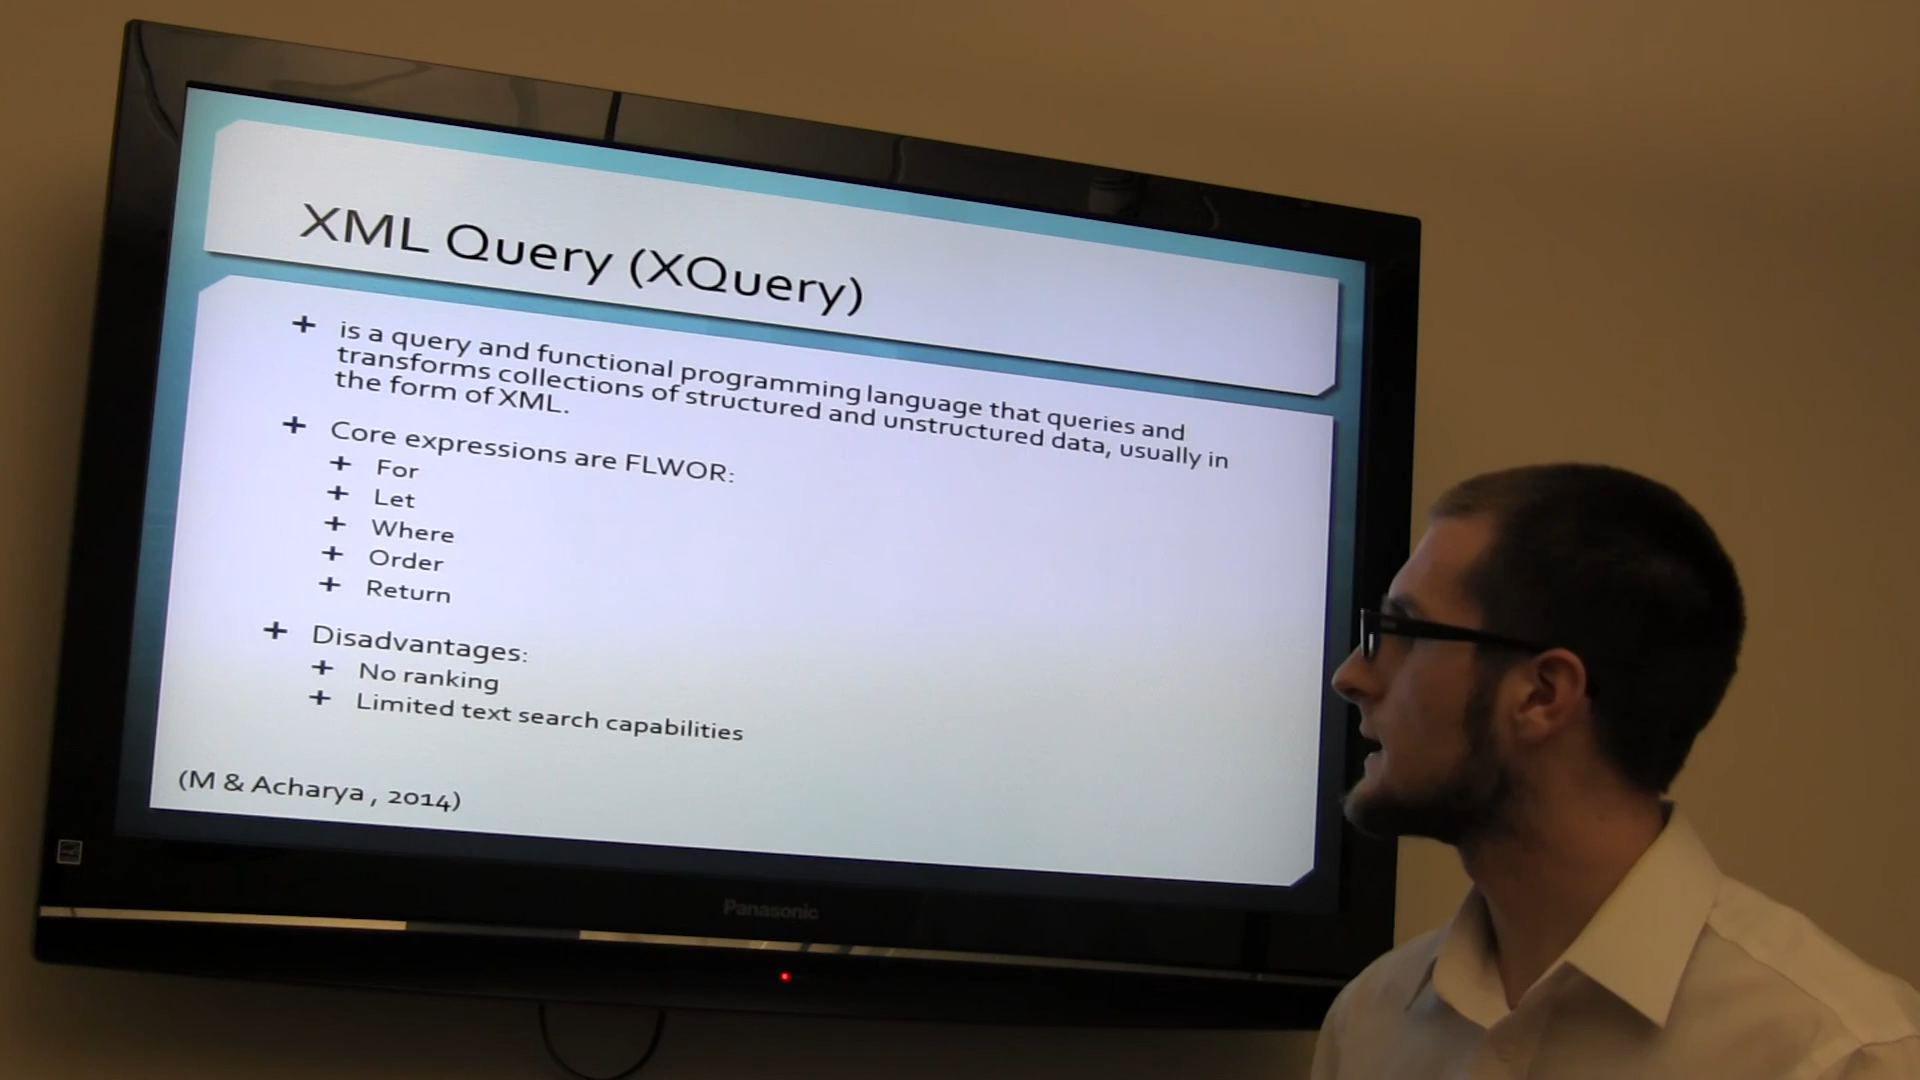 XML Query (XQuery)
+ is a query and functional programming language that queries and
transforms collections of structured and unstructured data, usually in
the form of XML.
+ Core expressions are FLWOR:
+ For
+ Let
+ Where
+ Order
+ Return
+ Disadvantages:
+ No ranking
+ Limited text search capabilities
(M & Acharya , 2014)
Panasonic